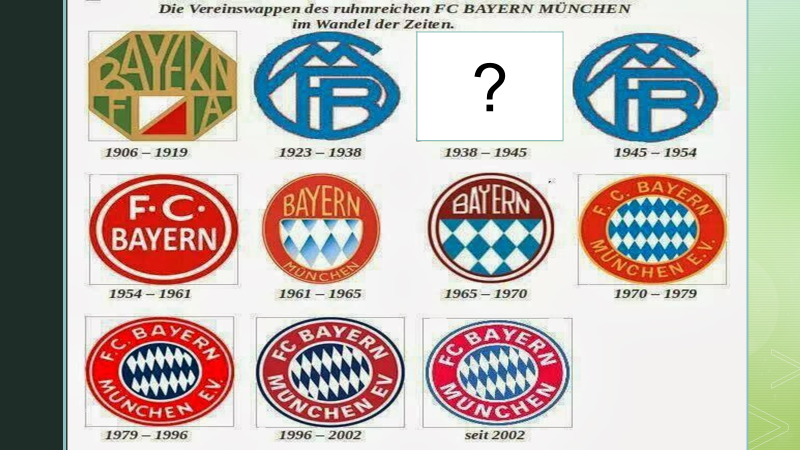 Die Vereinswappen des ruhmreichen FC BAYERN MÜNCHEN
im Wandel der Zeiten.
BAYERN
F A
?
1906 – 1919
1923 – 1938
1938 – 1945
1945 – 1954
F·C·
BAYERN
BAYERN
MÜNCHEN
BAYERN
F. C. BAYERN
MÜNCHEN E.V.
1954 – 1961
1961 – 1965
1965 – 1970
1970 – 1979
F.C. BAYERN
MÜNCHEN E.V.
FC BAYERN
MÜNCHEN EV
FC BAYERN
MÜNCHEN
1979 – 1996
1996 – 2002
seit 2002